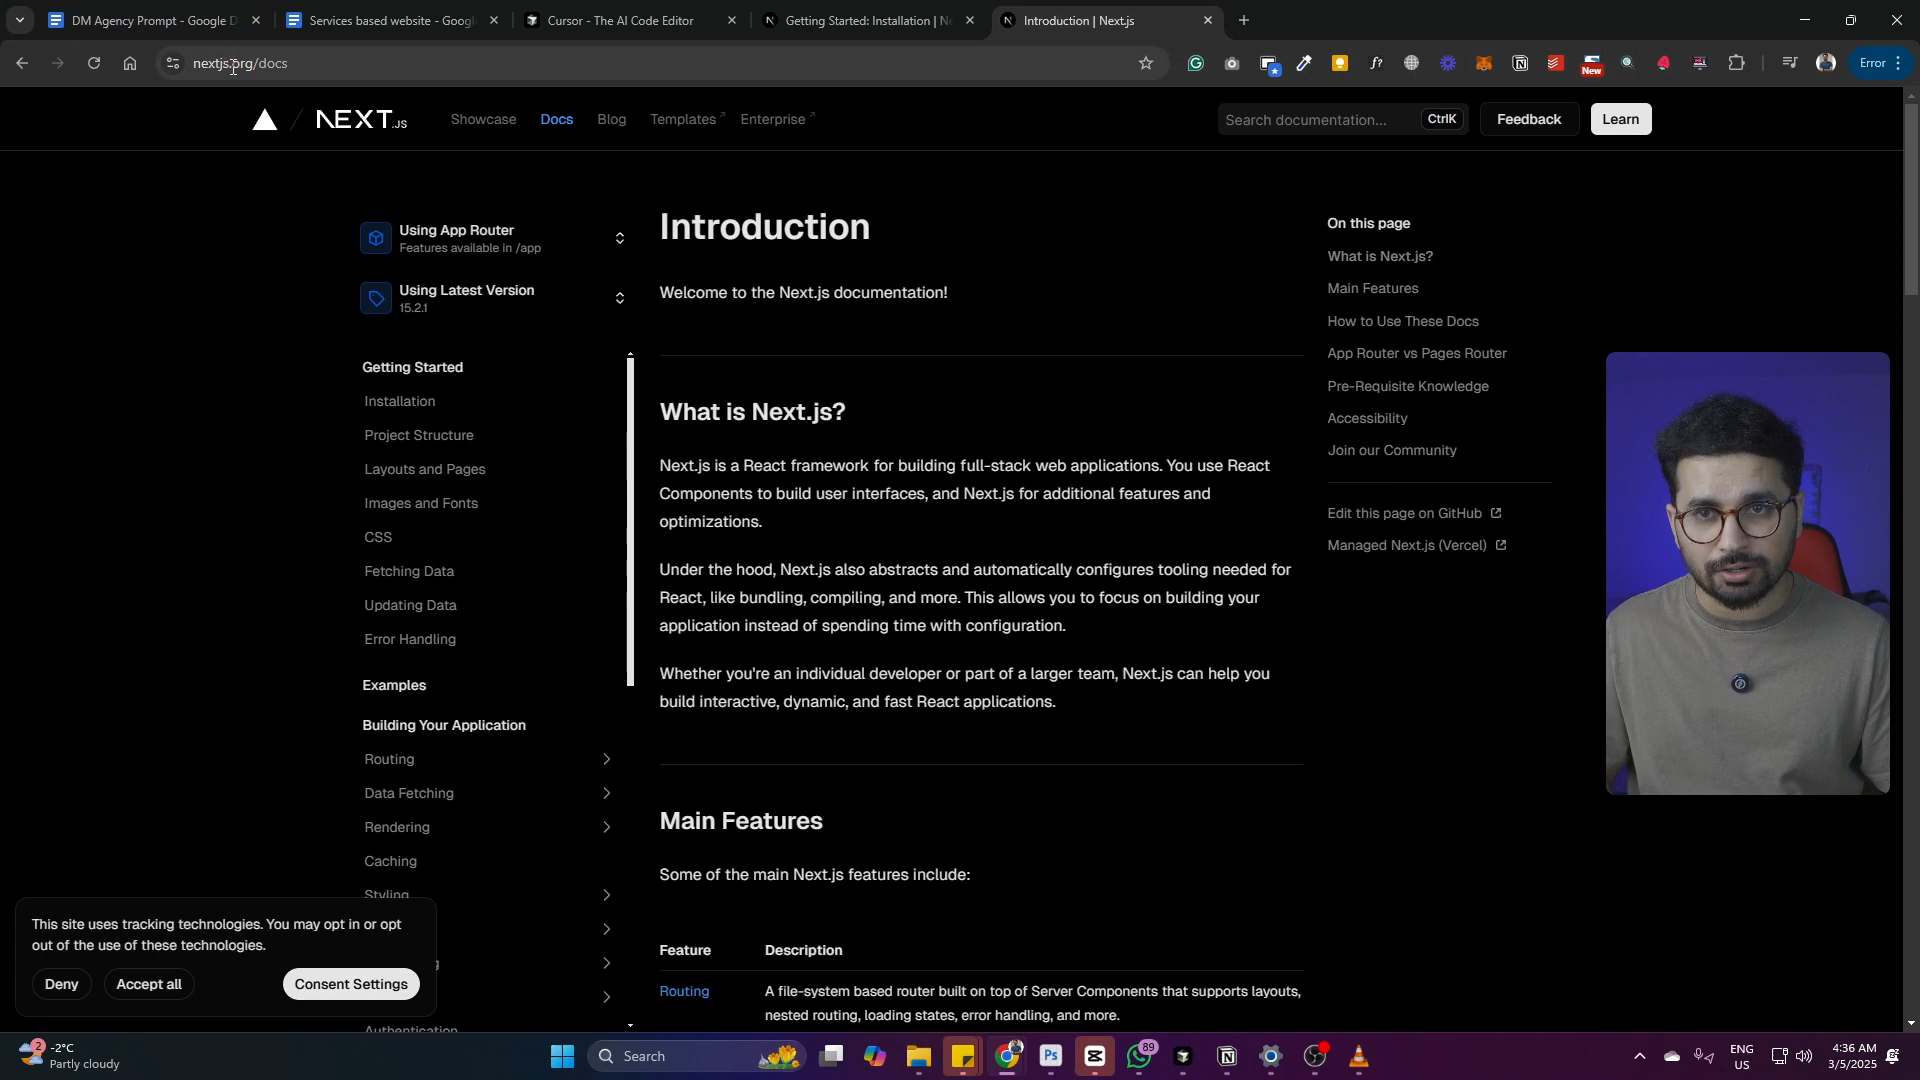 DM Agency Prompt - Google D
Services based website - Googl
Cursor - The AI Code Editor
Getting Started: Installation | Ne
Introduction | Next.js
nextjs.org/docs
New
Error
NEXT.JS
Showcase
Docs
Blog
Templates
Enterprise
Search documentation...
CtrlK
Feedback
Learn
Using App Router
Features available in /app
Using Latest Version
15.2.1
Getting Started
Installation
Project Structure
Layouts and Pages
Images and Fonts
CSS
Fetching Data
Updating Data
Error Handling
Examples
Building Your Application
Routing
Data Fetching
Rendering
Caching
Styling
Authentication
Introduction
Welcome to the Next.js documentation!
What is Next.js?
Next.js is a React framework for building full-stack web applications. You use React
Components to build user interfaces, and Next.js for additional features and
optimizations.
Under the hood, Next.js also abstracts and automatically configures tooling needed for
React, like bundling, compiling, and more. This allows you to focus on building your
application instead of spending time with configuration.
Whether you're an individual developer or part of a larger team, Next.js can help you
build interactive, dynamic, and fast React applications.
Main Features
Some of the main Next.js features include:
Feature
Description
Routing
A file-system based router built on top of Server Components that supports layouts,
nested routing, loading states, error handling, and more.
On this page
What is Next.js?
Main Features
How to Use These Docs
App Router vs Pages Router
Pre-Requisite Knowledge
Accessibility
Join our Community
Edit this page on GitHub
Managed Next.js (Vercel)
This site uses tracking technologies. You may opt in or opt
out of the use of these technologies.
Deny
Accept all
Consent Settings
2
-2°C
Partly cloudy
Search
Ps
89
ENG
US
4:36 AM
3/5/2025